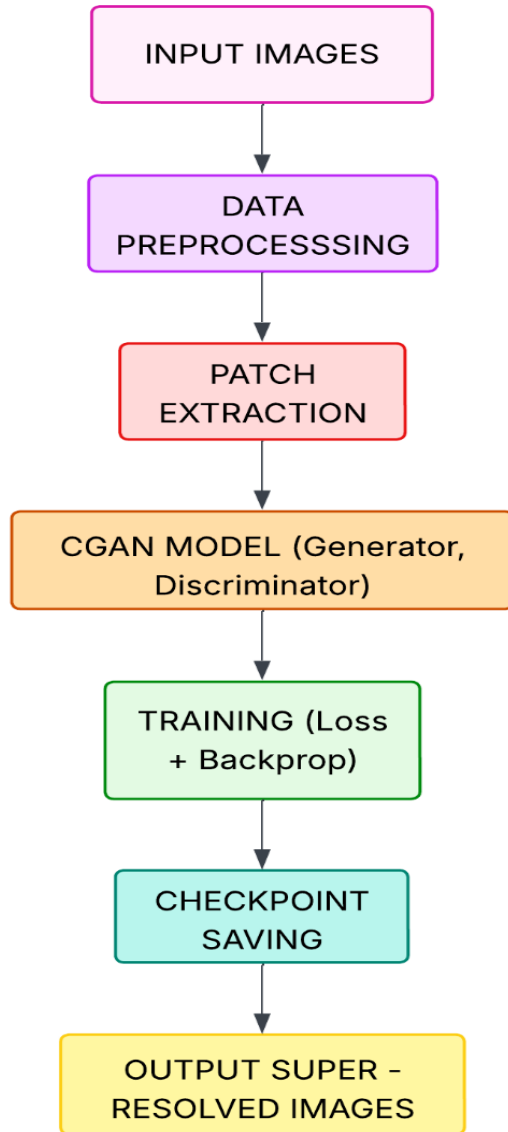 INPUT IMAGES
DATA
PREPROCESSSING
PATCH
EXTRACTION
CGAN MODEL (Generator,
Discriminator)
TRAINING (Loss
+ Backprop)
CHECKPOINT
SAVING
OUTPUT SUPER -
RESOLVED IMAGES